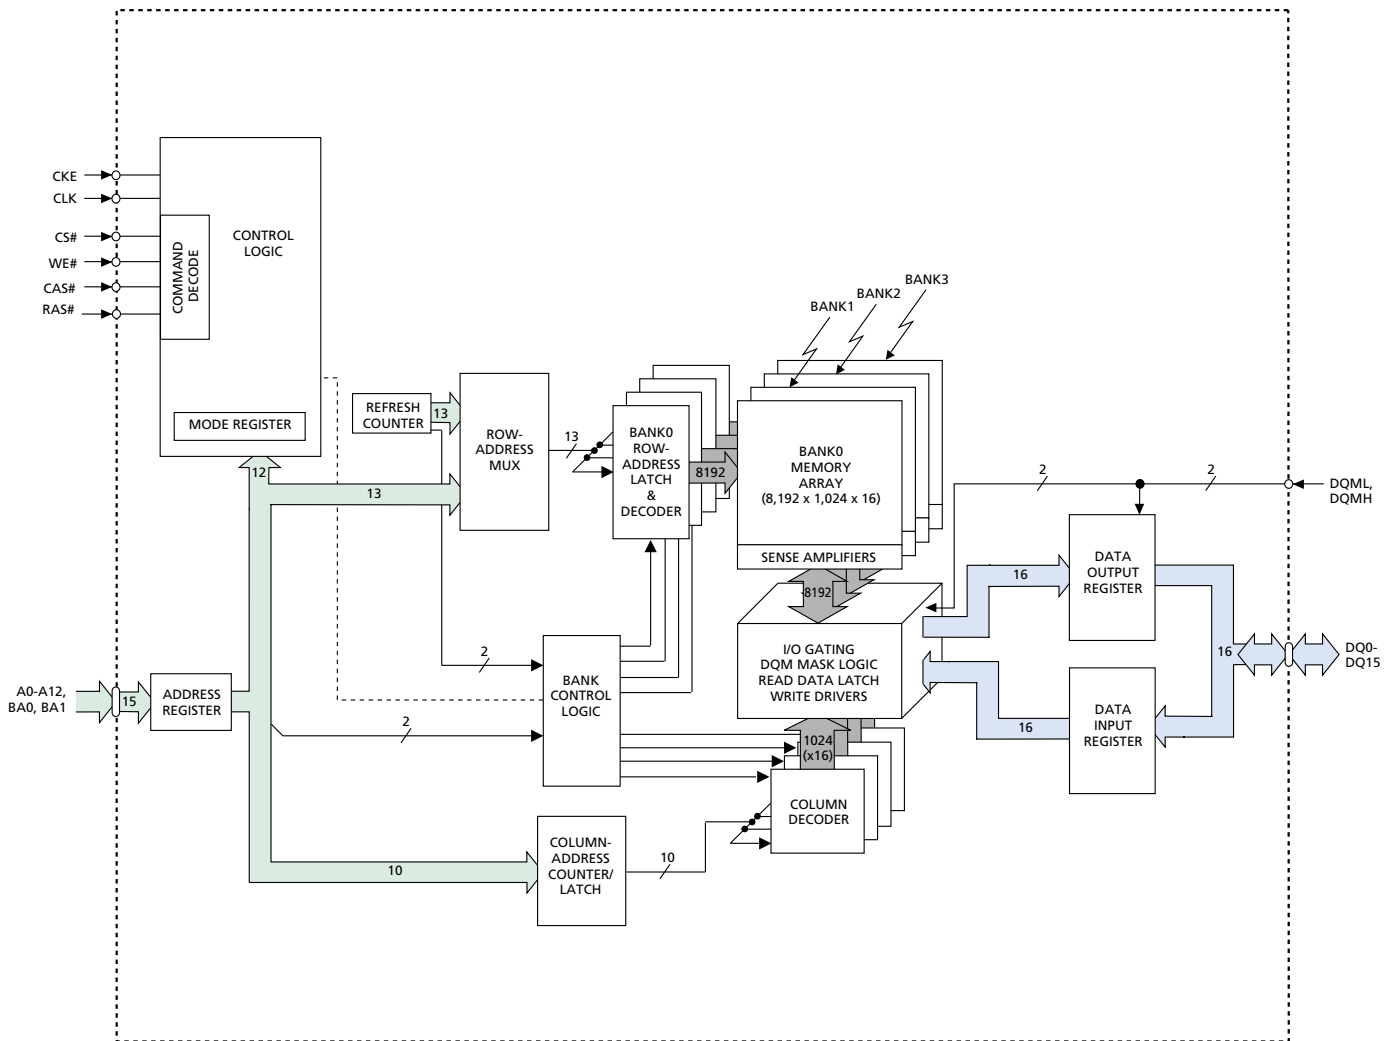 CKE
CLK
CS#
WE#
CAS#
RAS#
COMMAND
DECODE
CONTROL
LOGIC
MODE REGISTER
12
REFRESH
COUNTER
13
13
ROW-
ADDRESS
MUX
13
BANK0
ROW-
ADDRESS
LATCH
&
DECODER
8192
BANK1
BANK2
BANK3
BANK0
MEMORY
ARRAY
(8,192 x 1,024 x 16)
SENSE AMPLIFIERS
8192
I/O GATING
DQM MASK LOGIC
READ DATA LATCH
WRITE DRIVERS
2
2
DQML,
DQMH
DATA
OUTPUT
REGISTER
16
16
DQ0-
DQ15
DATA
INPUT
REGISTER
16
A0-A12,
BA0, BA1
15
ADDRESS
REGISTER
2
2
BANK
CONTROL
LOGIC
1024
(x16)
COLUMN
DECODER
10
COLUMN-
ADDRESS
COUNTER/
LATCH
10